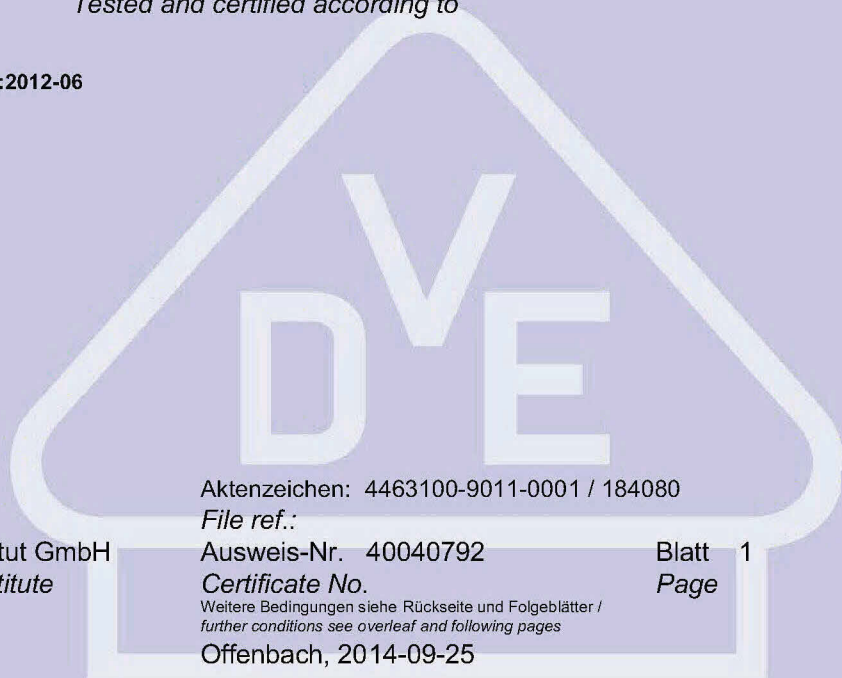 Tested and certified according to
:2012-06
V
D E
Aktenzeichen: 4463100-9011-0001 / 184080
File ref.:
tut GmbH Ausweis-Nr. 40040792 Blatt 1
titute Certificate No. Page
Weitere Bedingungen siehe Rückseite und Folgeblätter /
further conditions see overleaf and following pages
Offenbach, 2014-09-25